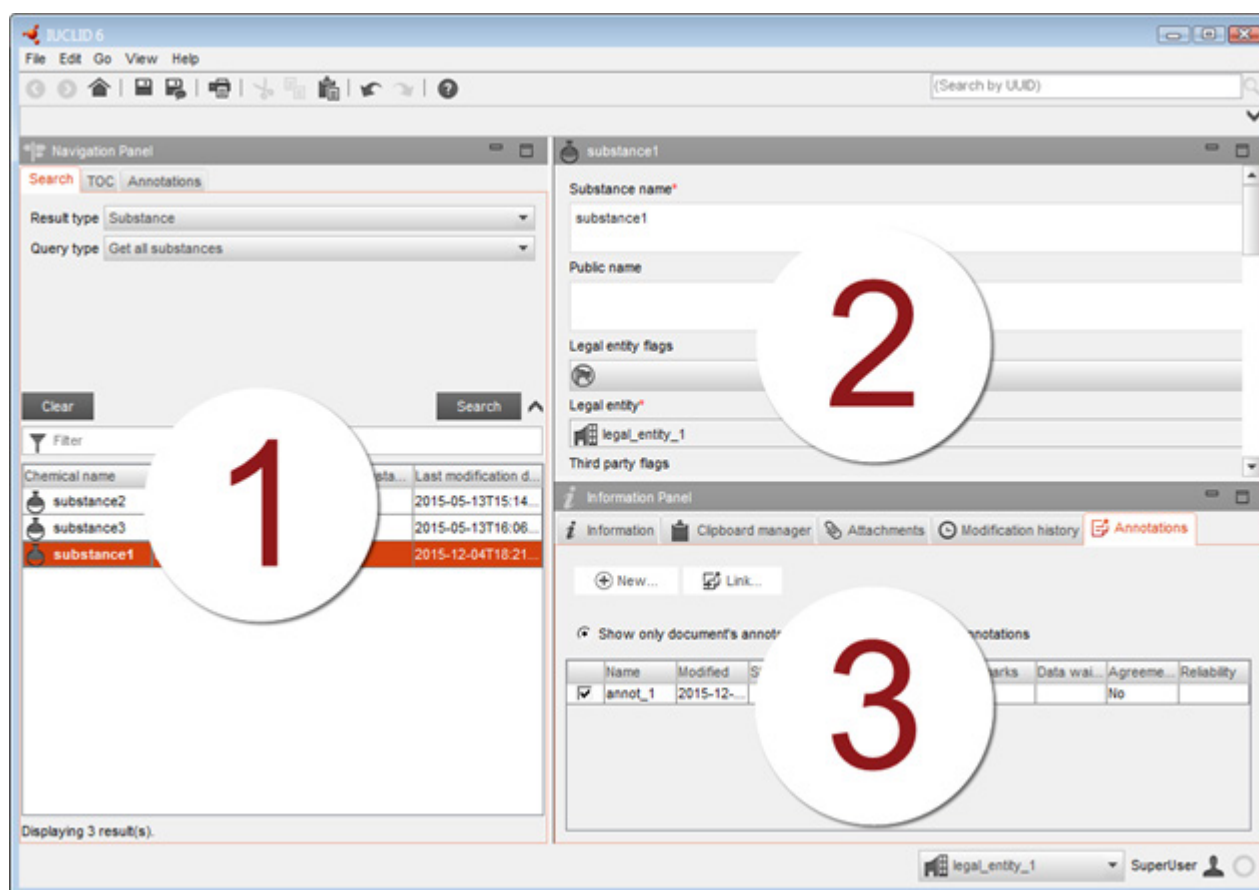 IUCLID 6
File Edit Go View Help
(Search by UUID)
Navigation Panel
Search TOC Annotations
Result type Substance
Query type Get all substances
Clear Search
Filter
Chemical name Last modification d...
substance2 2015-05-13T15:14...
substance3 2015-05-13T16:06...
substance1 2015-12-04T18:21...
Displaying 3 result(s).
1
substance1
Substance name*
substance1
Public name
Legal entity flags
Legal entity*
legal_entity_1
Third party flags
2
Information Panel
Information Clipboard manager Attachments Modification history Annotations
New... Link...
Show only document's
Name Modified Data wai... Agreeme... Reliability
annot_1 2015-12-... No
3
legal_entity_1 SuperUser